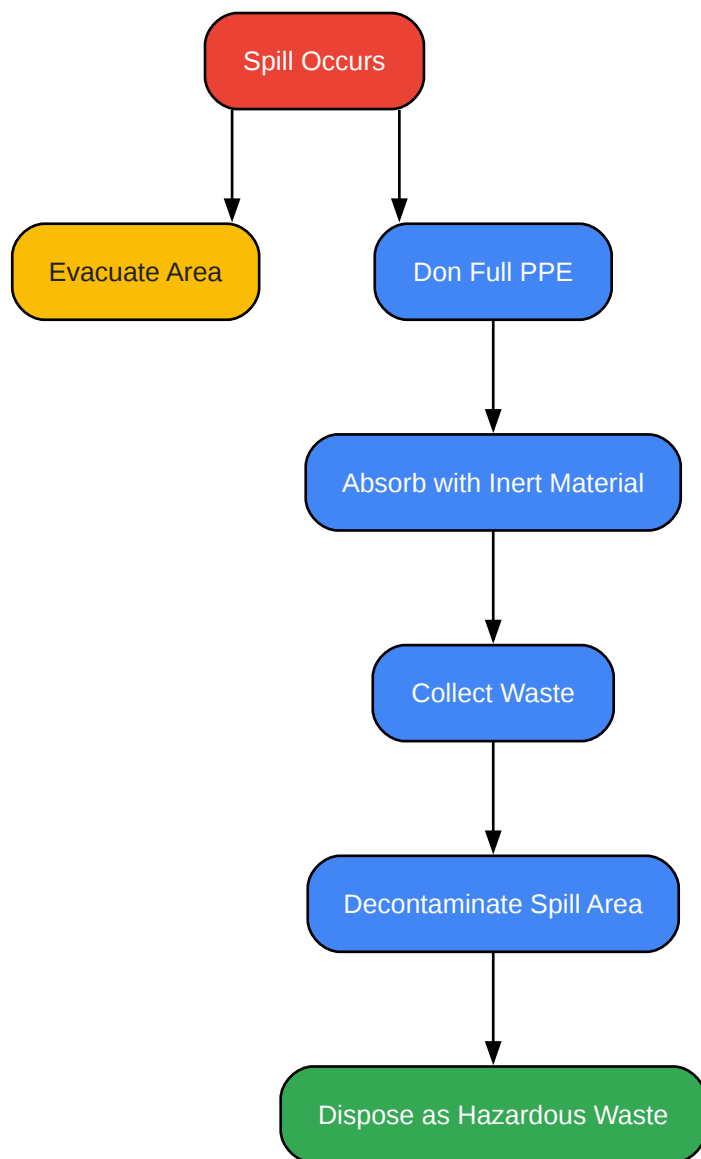 Spill Occurs
Evacuate Area
Don Full PPE
Absorb with Inert Material
Collect Waste
Decontaminate Spill Area
Dispose as Hazardous Waste